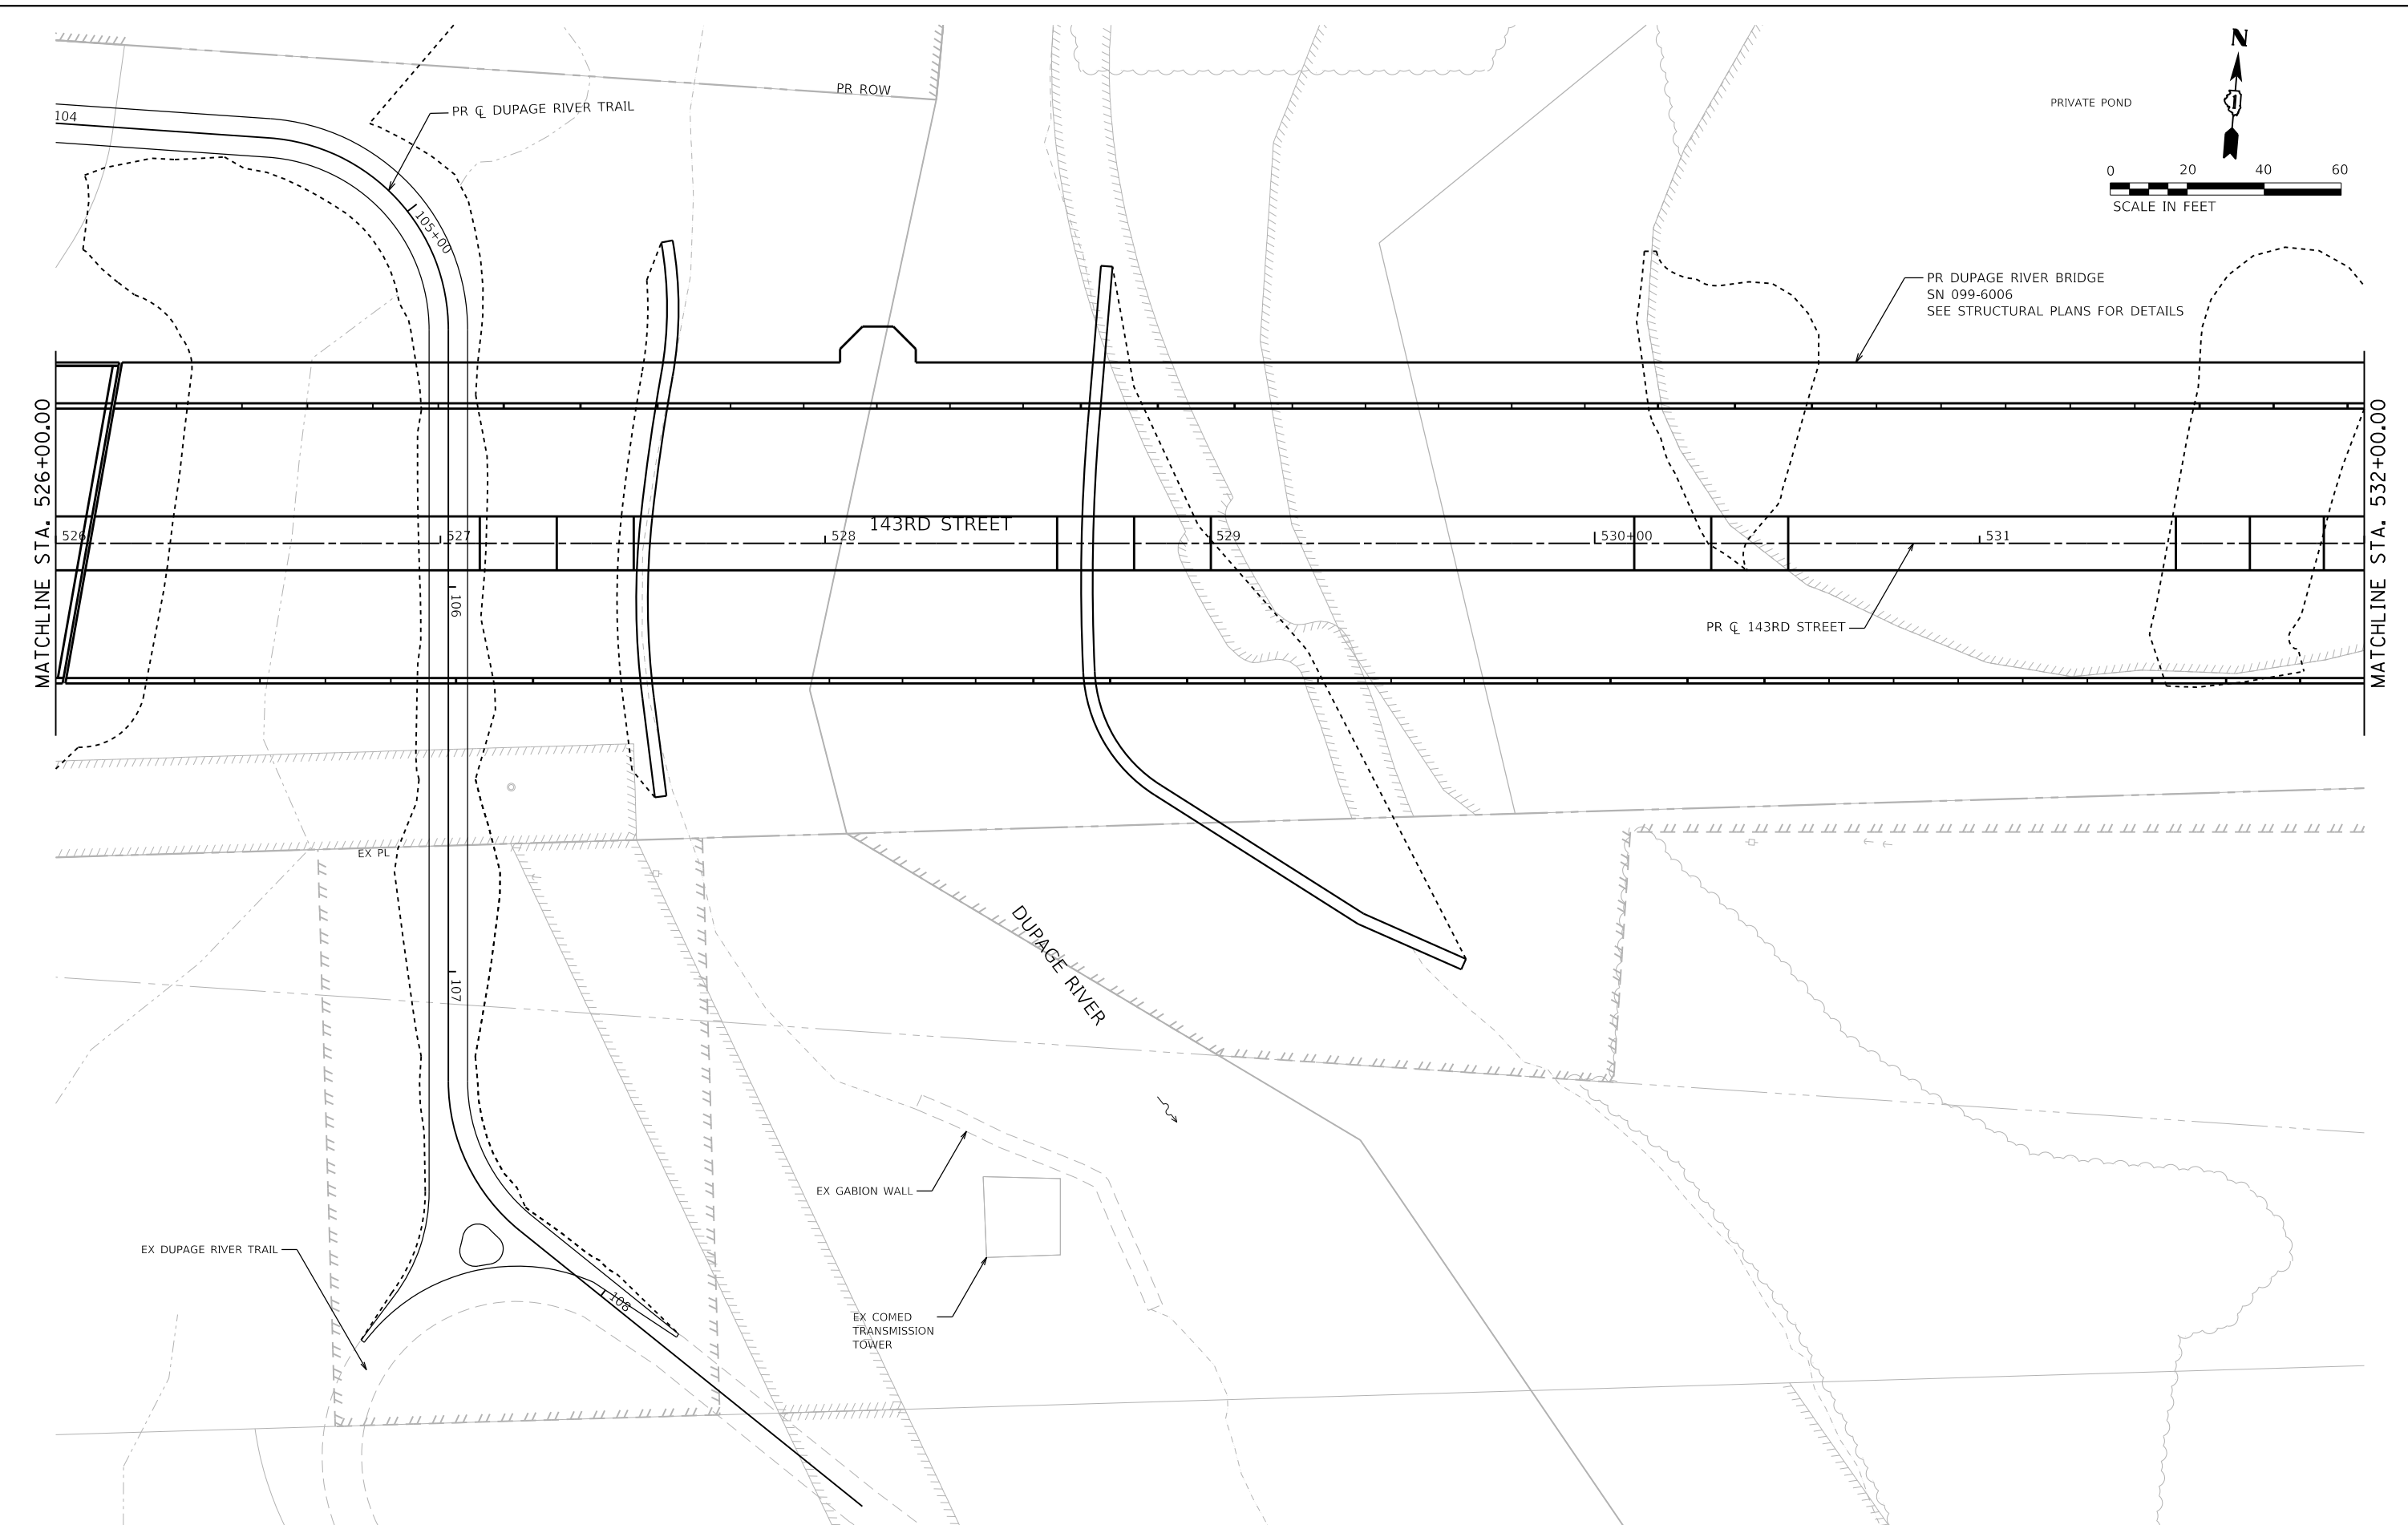 N
PR ROW
PR ℄ DUPAGE RIVER TRAIL
104
PRIVATE POND
0 20 40 60
SCALE IN FEET
105+00
PR DUPAGE RIVER BRIDGE
SN 099-6006
SEE STRUCTURAL PLANS FOR DETAILS
MATCHLINE STA. 526+00.00
MATCHLINE STA. 532+00.00
143RD STREET
526
527
528
529
530+00
531
106
PR ℄ 143RD STREET
EX PL
DUPAGE RIVER
107
EX GABION WALL
EX DUPAGE RIVER TRAIL
108
EX COMED
TRANSMISSION
TOWER